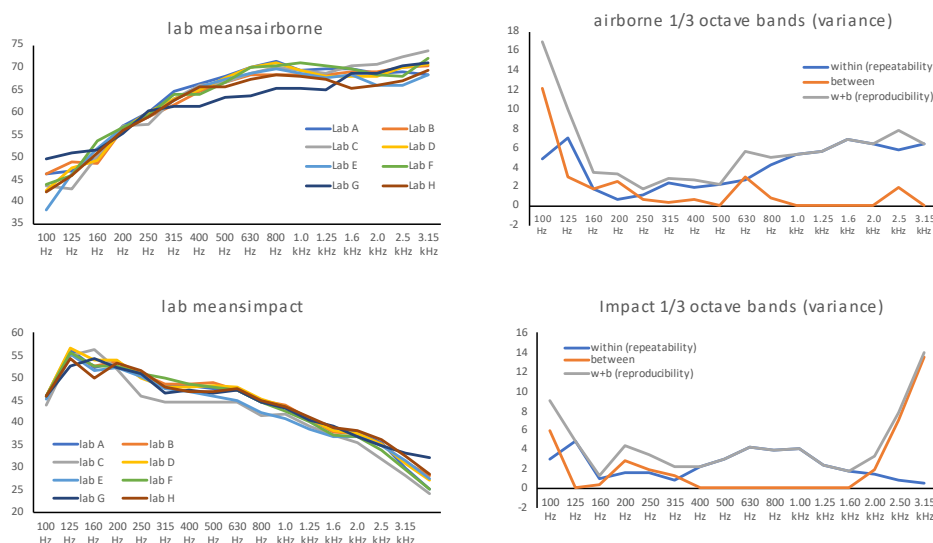 lab meansairborne
75
70
65
60
55
50
45
40
35
Lab A
Lab B
Lab C
Lab D
Lab E
Lab F
Lab G
Lab H
100 125 160 200 250 315 400 500 630 800 1.0 1.25 1.6 2.0 2.5 3.15
Hz Hz Hz Hz Hz Hz Hz Hz Hz Hz kHz kHz kHz kHz kHz kHz
airborne 1/3 octave bands (variance)
18
16
14
12
10
8
6
4
2
0
-2
within (repeatability)
between
w+b (reproducibility)
100 125 160 200 250 315 400 500 630 800 1.0 1.25 1.6 2.0 2.5 3.15
Hz Hz Hz Hz Hz Hz Hz Hz Hz Hz kHz kHz kHz kHz kHz kHz
lab meansimpact
60
55
50
45
40
35
30
25
20
lab A
lab B
lab C
lab D
lab E
lab F
lab G
lab H
100 125 160 200 250 315 400 500 630 800 1.0 1.25 1.6 2.0 2.5 3.15
Hz Hz Hz Hz Hz Hz Hz Hz Hz Hz kHz kHz kHz kHz kHz kHz
Impact 1/3 octave bands (variance)
16
14
12
10
8
6
4
2
0
-2
within (repeatability)
between
w+b (reproducibility)
100 125 160 200 250 315 400 500 630 800 1.0 1.25 1.6 2.0 2.50 3.15
Hz Hz Hz Hz Hz Hz Hz Hz Hz Hz kHz kHz kHz kHz kHz kHz